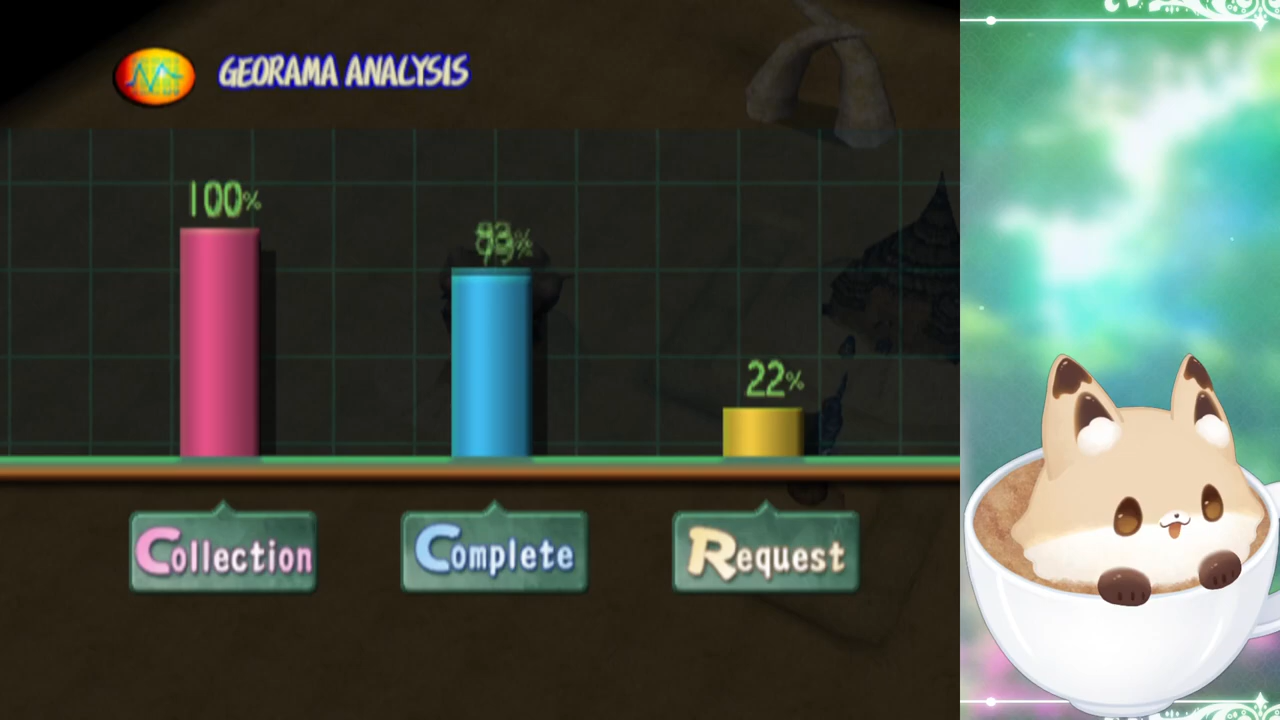 GEORAMA ANALYSIS
100%
22%
Collection
Complete
Request